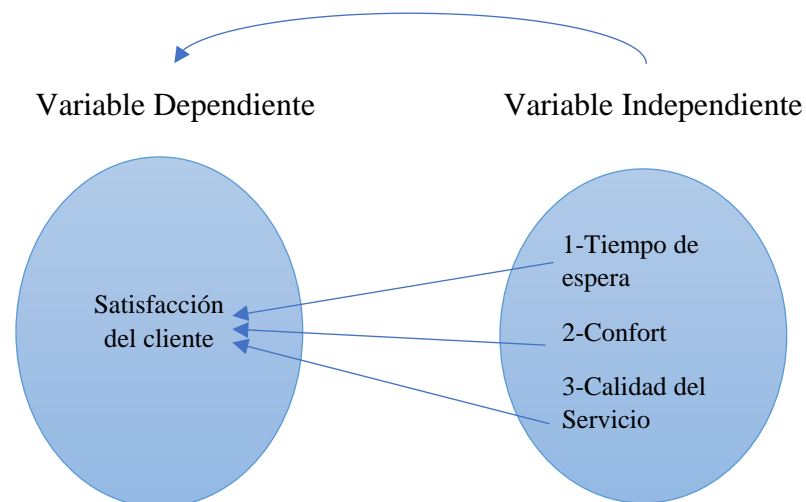 Variable Dependiente
Variable Independiente
Satisfacción
del cliente
1-Tiempo de
espera
2-Confort
3-Calidad del
Servicio